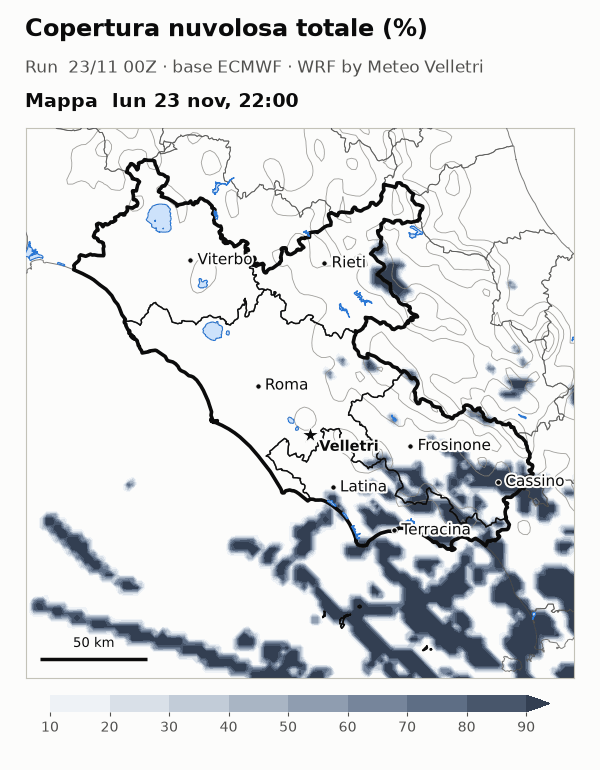 Copertura nuvolosa totale (%)
Run  23/11 00Z · base ECMWF · WRF by Meteo Velletri
Mappa  lun 23 nov, 22:00
Viterbo
Rieti
Roma
Velletri
Frosinone
Cassino
Latina
Terracina
50 km
10 20 30 40 50 60 70 80 90